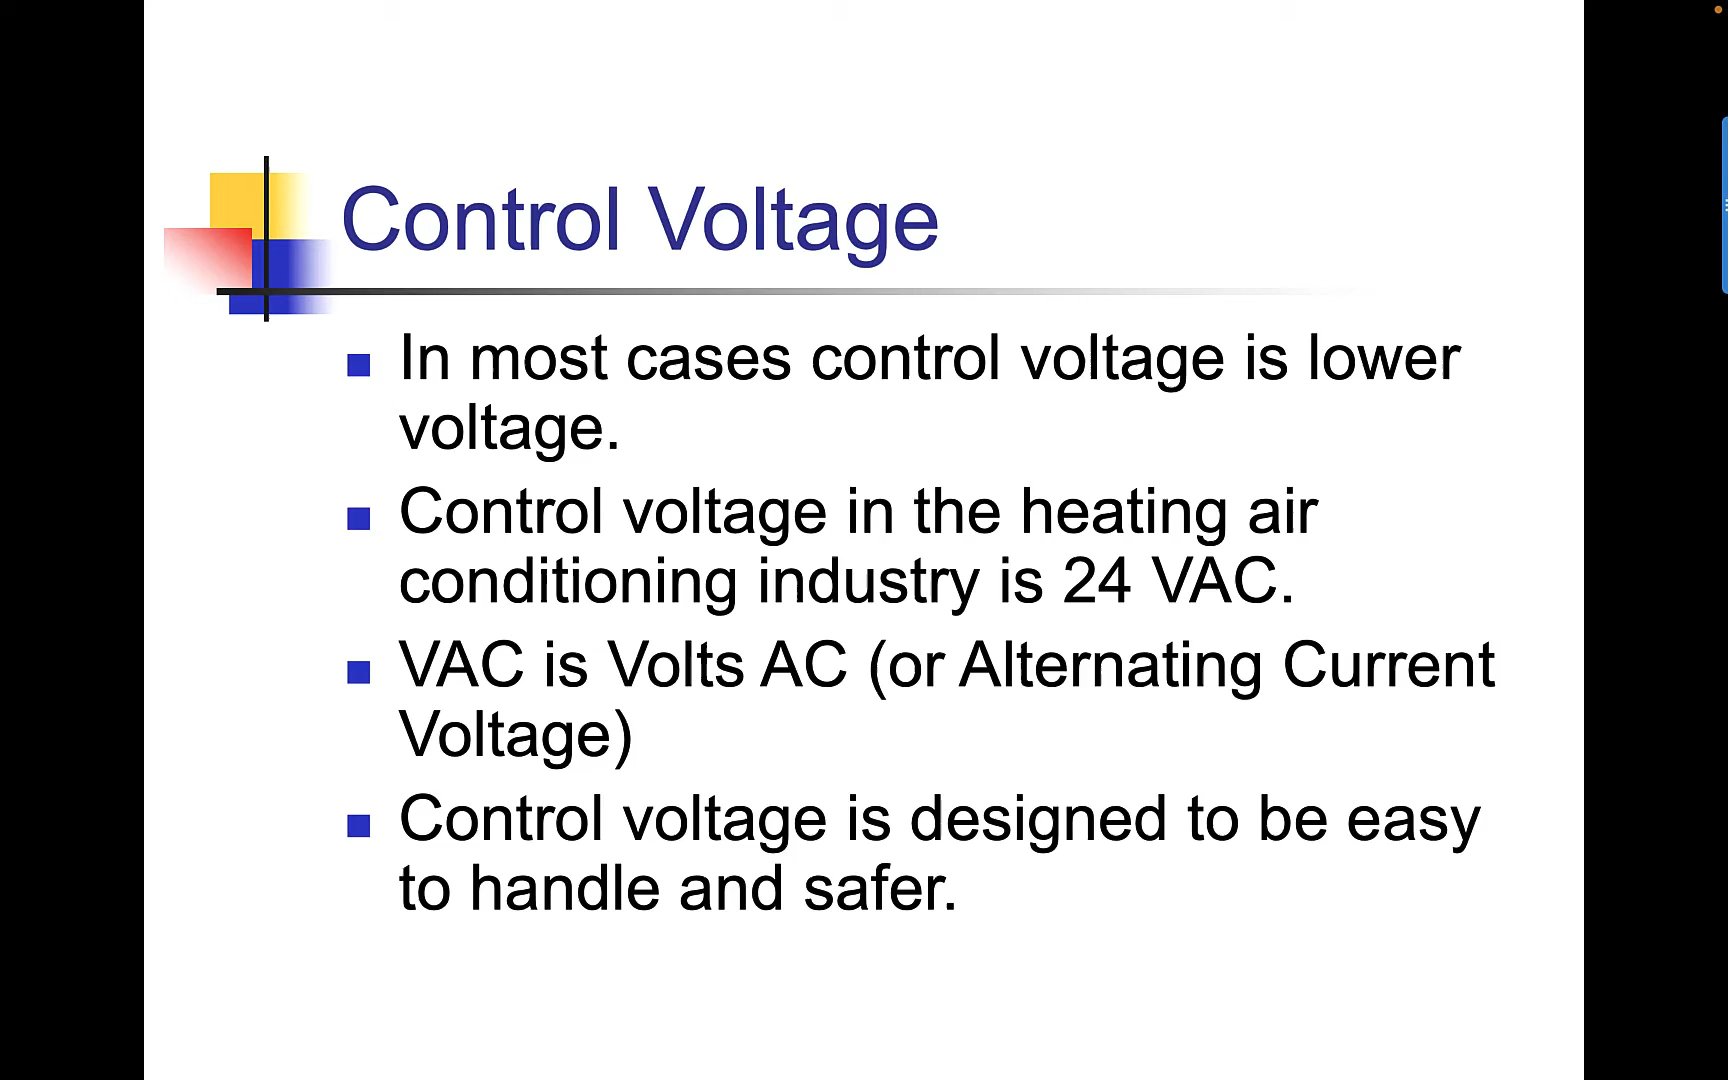 Control Voltage
In most cases control voltage is lower
voltage.
Control voltage in the heating air
conditioning industry is 24 VAC.
VAC is Volts AC (or Alternating Current
Voltage)
Control voltage is designed to be easy
to handle and safer.